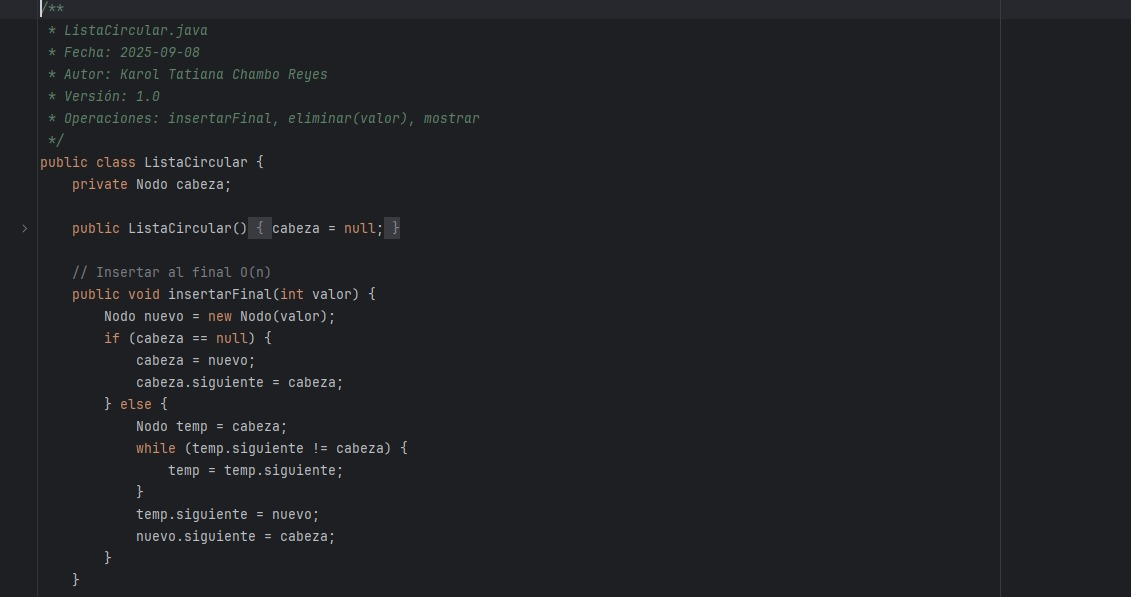 /**
 * ListaCircular.java
 * Fecha: 2025-09-08
 * Autor: Karol Tatiana Chambo Reyes
 * Versión: 1.0
 * Operaciones: insertarFinal, eliminar(valor), mostrar
 */
public class ListaCircular {
    private Nodo cabeza;

    public ListaCircular() { cabeza = null; }

    // Insertar al final O(n)
    public void insertarFinal(int valor) {
        Nodo nuevo = new Nodo(valor);
        if (cabeza == null) {
            cabeza = nuevo;
            cabeza.siguiente = cabeza;
        } else {
            Nodo temp = cabeza;
            while (temp.siguiente != cabeza) {
                temp = temp.siguiente;
            }
            temp.siguiente = nuevo;
            nuevo.siguiente = cabeza;
        }
    }